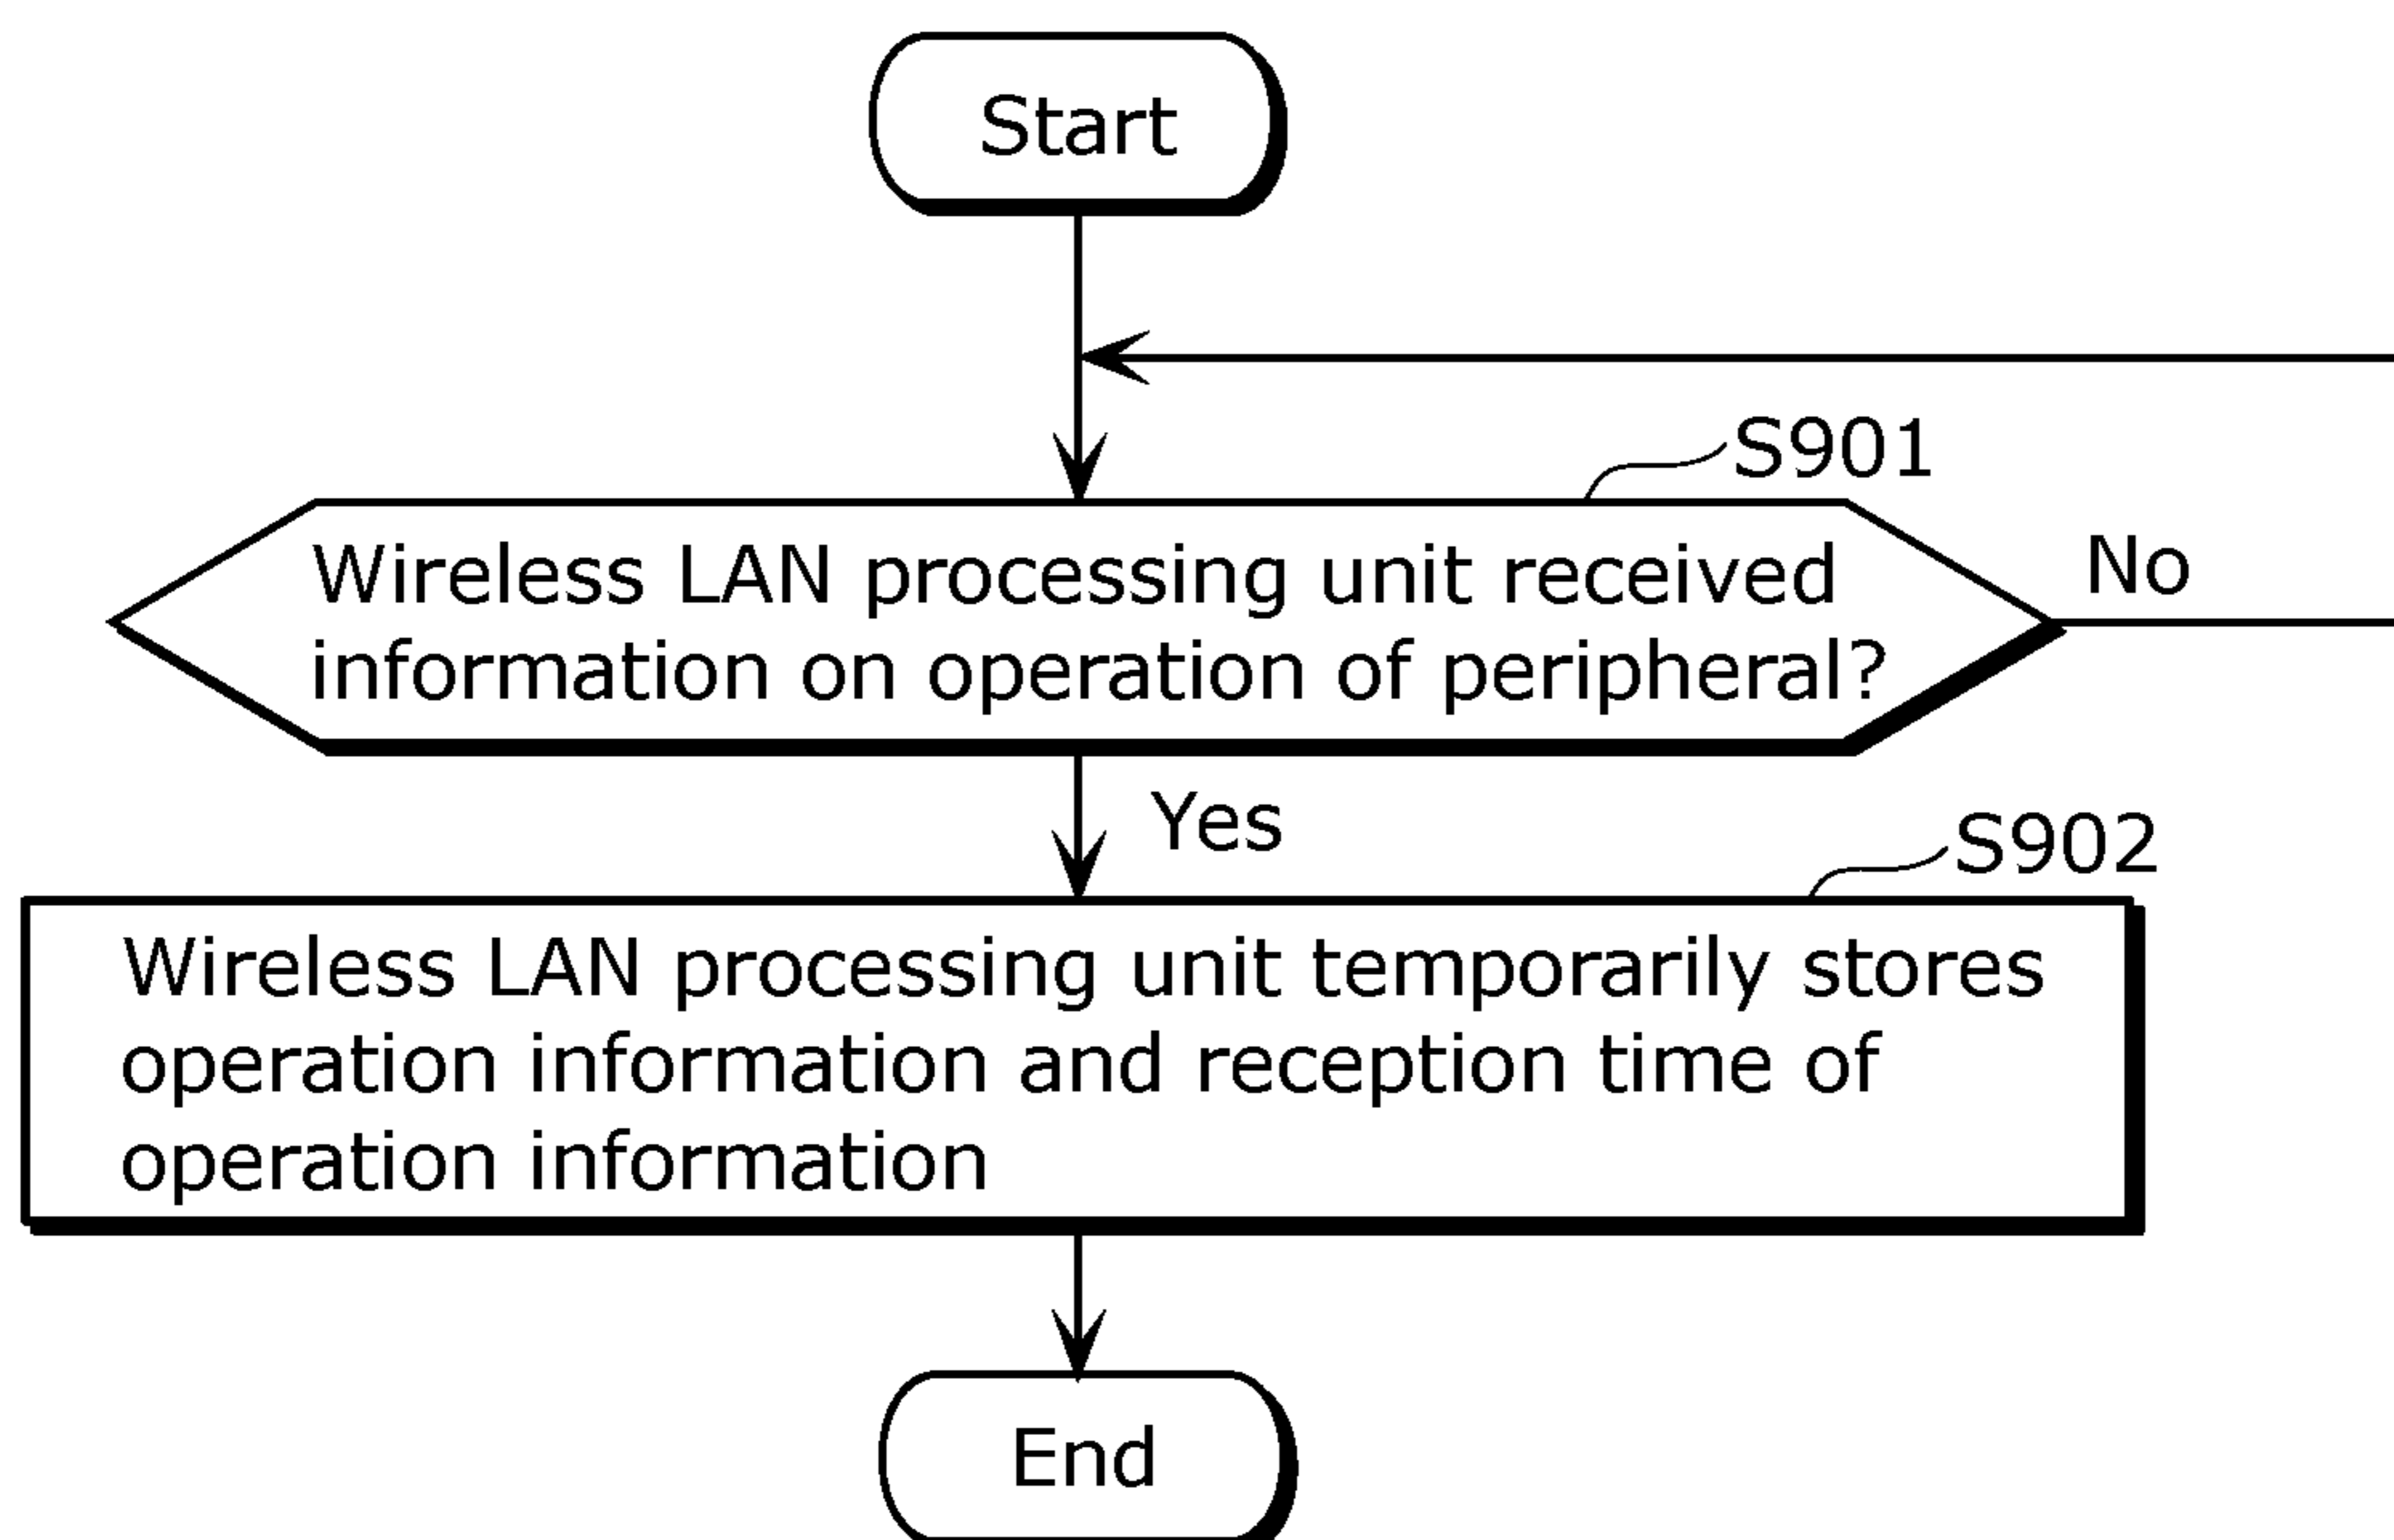 Start
S901
Wireless LAN processing unit received
information on operation of peripheral?
No
Yes
S902
Wireless LAN processing unit temporarily stores
operation information and reception time of
operation information
End